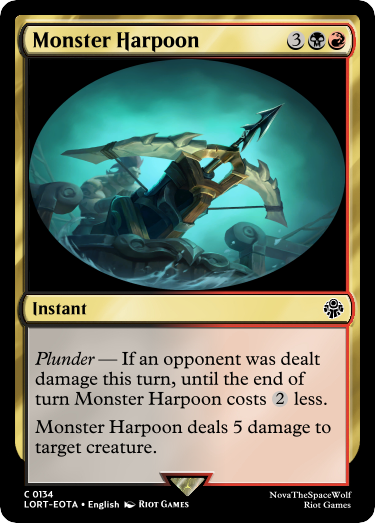 Monster Harpoon 3
Instant
Plunder — If an opponent was dealt
damage this turn, until the end of
turn Monster Harpoon costs 2 less.
Monster Harpoon deals 5 damage to
target creature.
C 0134
LORT-EOTA • English RIOT GAMES
NovaTheSpaceWolf
Riot Games